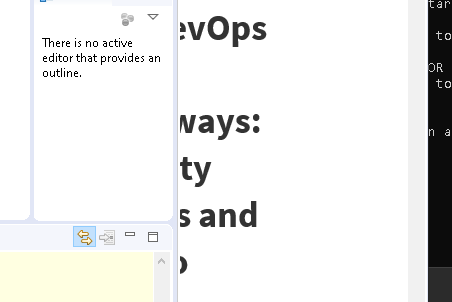 There is no active
editor that provides an
outline.
evOps
ways:
ty
s and
o
tar
to
OR
to
n a